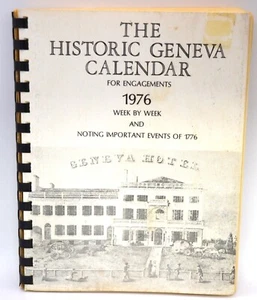 THE
HISTORIC GENEVA
CALENDAR
FOR ENGAGEMENTS
1976
WEEK BY WEEK
AND
NOTING IMPORTANT EVENTS OF 1776
GENEVA HOTEL